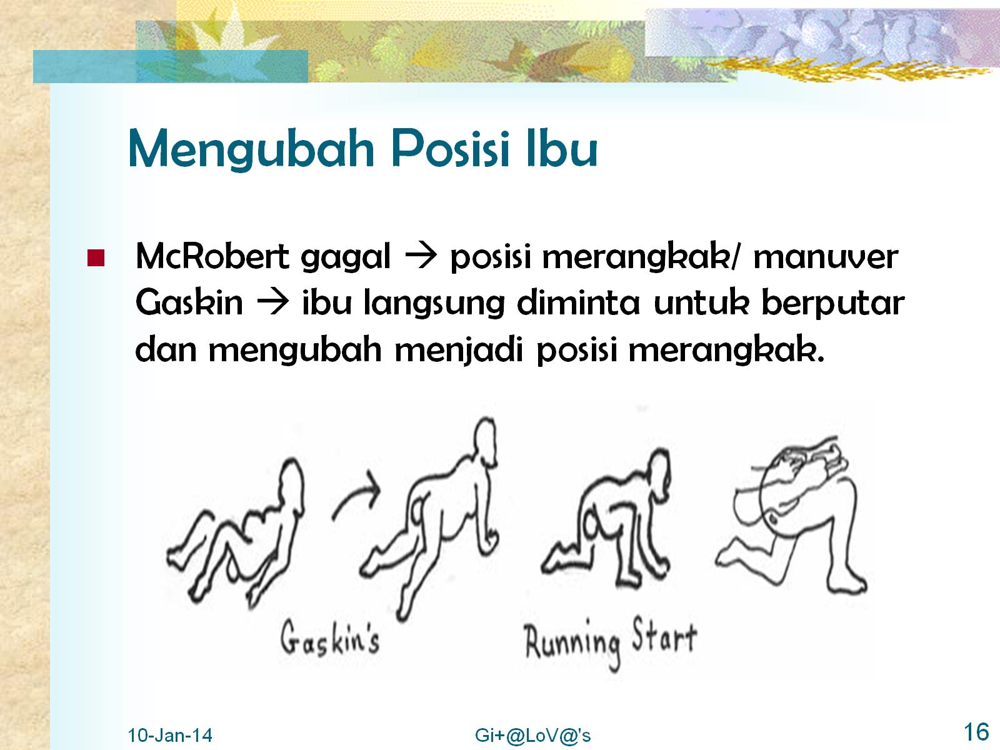 Mengubah Posisi Ibu
■ McRobert gagal → posisi merangkak/ manuver
Gaskin → ibu langsung diminta untuk berputar
dan mengubah menjadi posisi merangkak.
Gaskin's
Running Start
10-Jan-14
Gi+@LoV@'s
16